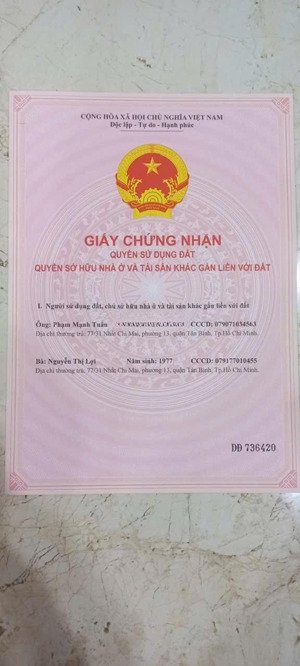 CỘNG HÒA XÃ HỘI CHỦ NGHĨA VIỆT NAM
Độc lập - Tự do - Hạnh phúc
GIẤY CHỨNG NHẬN
QUYỀN SỬ DỤNG ĐẤT
QUYỀN SỞ HỮU NHÀ Ở VÀ TÀI SẢN KHÁC GẮN LIỀN VỚI ĐẤT
I. Người sử dụng đất, chủ sở hữu nhà ở và tài sản khác gắn liền với đất
Ông: Phạm Mạnh Tuấn CCCD: 079071034563
Địa chỉ thường trú: 77/31 Nhất Chi Mai, phường 13, quận Tân Bình, Tp.Hồ Chí Minh.
Bà: Nguyễn Thị Lợi Năm sinh: 1977 CCCD: 079177010455
Địa chỉ thường trú: 77/31 Nhất Chi Mai, phường 13, quận Tân Bình, Tp.Hồ Chí Minh.
DĐ 736420